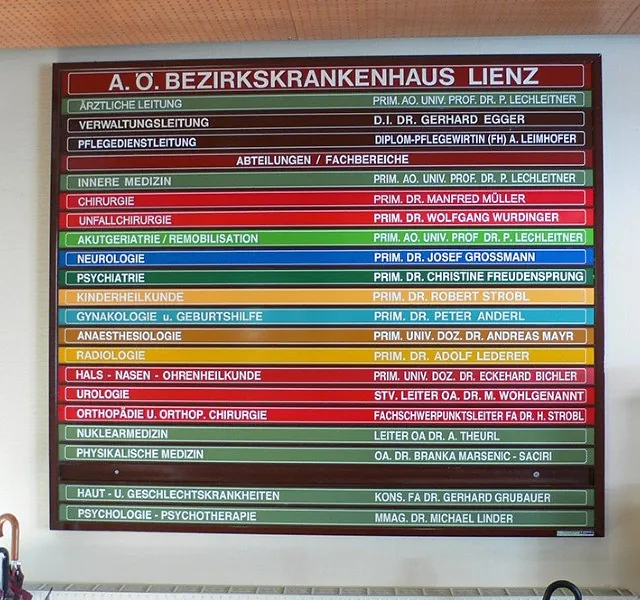 A. Ö. BEZIRKSKRANKENHAUS LIENZ
ÄRZTLICHE LEITUNG PRIM. AO. UNIV. PROF. DR. P. LECHLEITNER
VERWALTUNGSLEITUNG D.I. DR. GERHARD EGGER
PFLEGEDIENSTLEITUNG DIPLOM-PFLEGEWIRTIN (FH) A. LEIMHOFER
ABTEILUNGEN / FACHBEREICHE
INNERE MEDIZIN PRIM. AO. UNIV. PROF. DR. P. LECHLEITNER
CHIRURGIE PRIM. DR. MANFRED MÜLLER
UNFALLCHIRURGIE PRIM. DR. WOLFGANG WURDINGER
AKUTGERIATRIE / REMOBILISATION PRIM. AO. UNIV. PROF DR. P. LECHLEITNER
NEUROLOGIE PRIM. DR. JOSEF GROSSMANN
PSYCHIATRIE PRIM. DR. CHRISTINE FREUDENSPRUNG
KINDERHEILKUNDE PRIM. DR. ROBERT STROBL
GYNÄKOLOGIE u. GEBURTSHILFE PRIM. DR. PETER ANDERL
ANAESTHESIOLOGIE PRIM. UNIV. DOZ. DR. ANDREAS MAYR
RADIOLOGIE PRIM. DR. ADOLF LEDERER
HALS - NASEN - OHRENHEILKUNDE PRIM. UNIV. DOZ. DR. ECKEHARD BICHLER
UROLOGIE STV. LEITER OA. DR. M. WOHLGENANNT
ORTHOPÄDIE U. ORTHOP. CHIRURGIE FACHSCHWERPUNKTSLEITER FA DR. H. STROBL
NUKLEARMEDIZIN LEITER OA DR. A. THEURL
PHYSIKALISCHE MEDIZIN OA. DR. BRANKA MARSENIC - SACIRI
HAUT - U. GESCHLECHTSKRANKHEITEN KONS. FA DR. GERHARD GRUBAUER
PSYCHOLOGIE - PSYCHOTHERAPIE MMAG. DR. MICHAEL LINDER